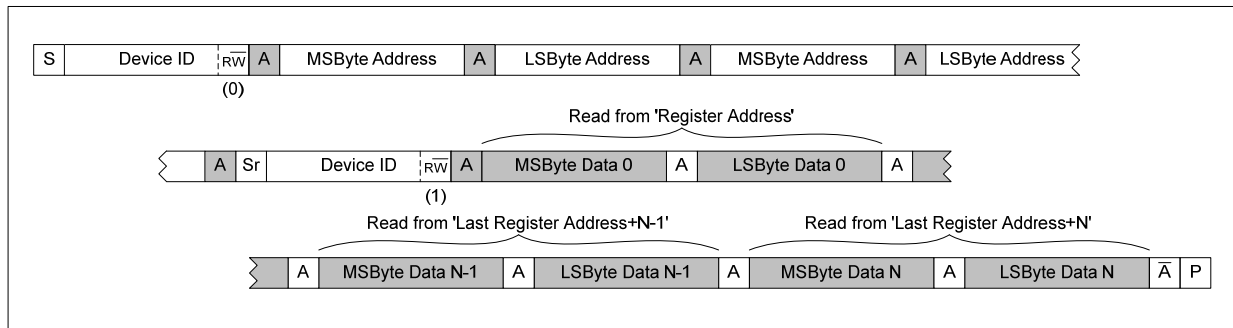 S Device ID RW̅ A MSByte Address A LSByte Address A MSByte Address A LSByte Address
(0)
Read from 'Register Address'
A Sr Device ID RW̅ A MSByte Data 0 A LSByte Data 0 A
(1)
Read from 'Last Register Address+N-1' Read from 'Last Register Address+N'
A MSByte Data N-1 A LSByte Data N-1 A MSByte Data N A LSByte Data N A̅ P